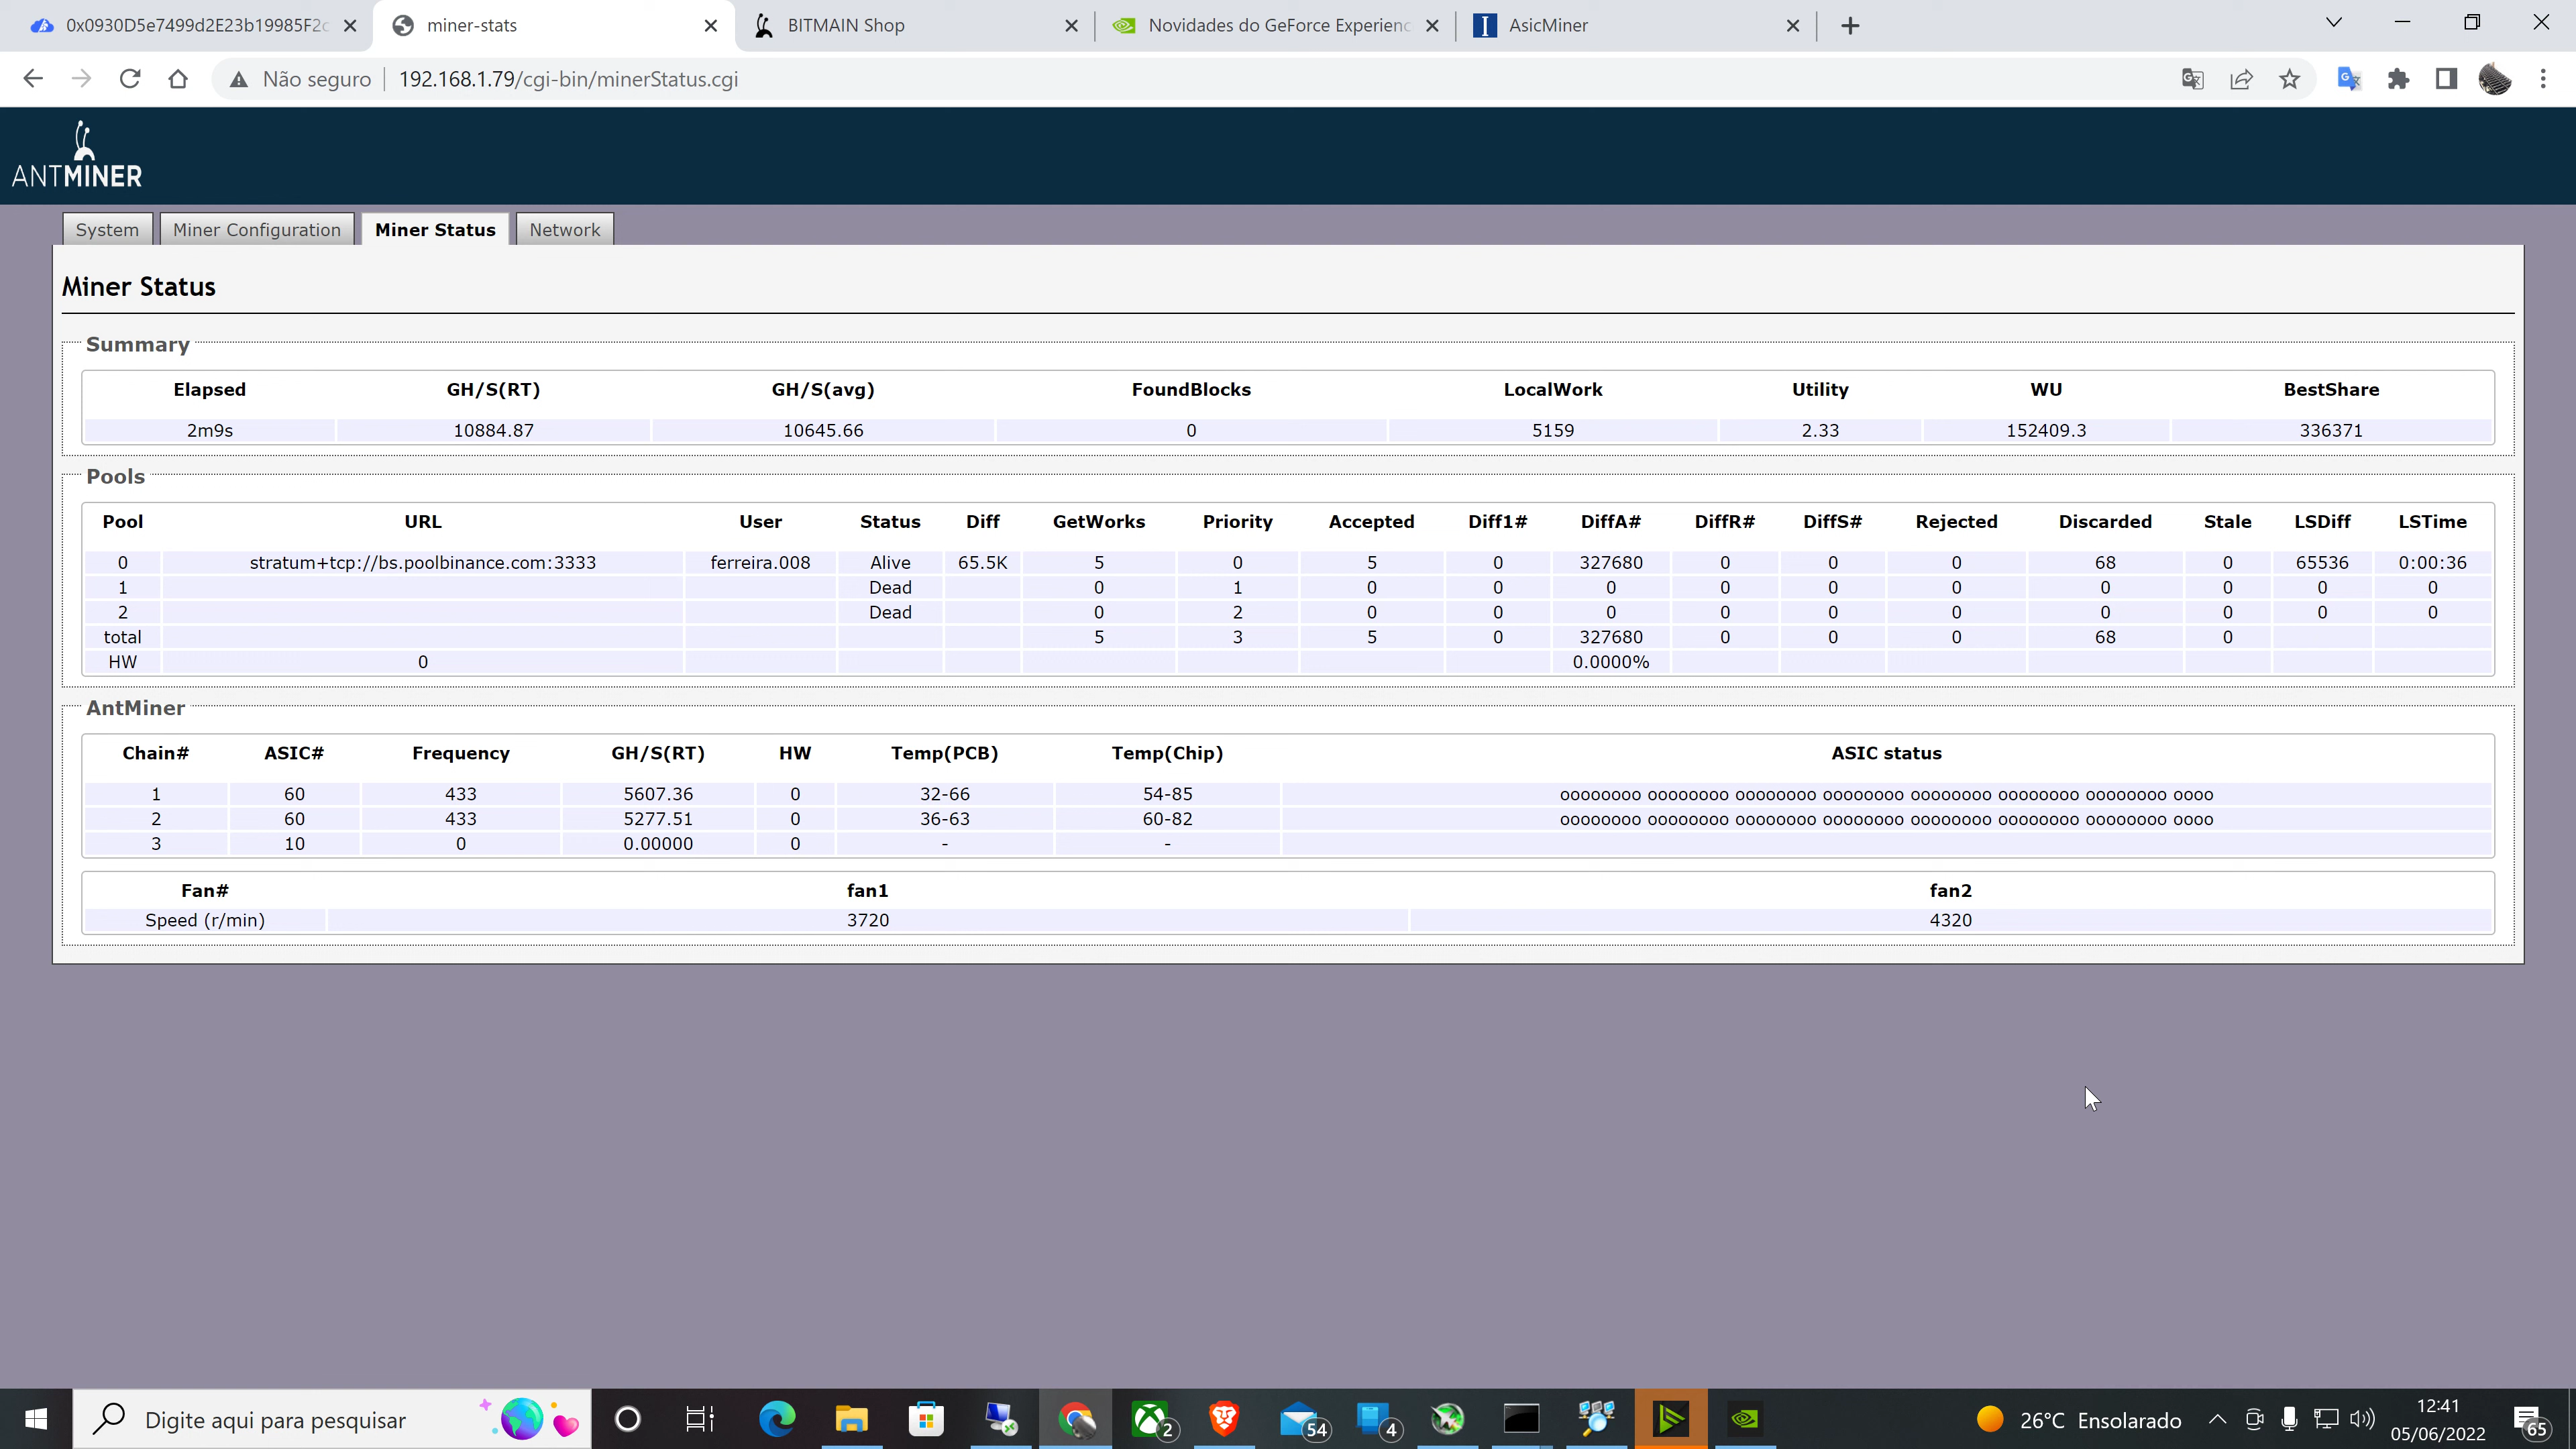 0x0930D5e7499d2E23b19985F2c
miner-stats
BITMAIN Shop
Novidades do GeForce Experienc
AsicMiner
Não seguro
192.168.1.79/cgi-bin/minerStatus.cgi
ANTMINER
System Miner Configuration Miner Status Network
Miner Status
Summary
Elapsed GH/S(RT) GH/S(avg) FoundBlocks LocalWork Utility WU BestShare
2m9s 10884.87 10645.66 0 5159 2.33 152409.3 336371
Pools
Pool URL User Status Diff GetWorks Priority Accepted Diff1# DiffA# DiffR# DiffS# Rejected Discarded Stale LSDiff LSTime
0 stratum+tcp://bs.poolbinance.com:3333 ferreira.008 Alive 65.5K 5 0 5 0 327680 0 0 0 68 0 65536 0:00:36
1 Dead 0 1 0 0 0 0 0 0 0 0 0 0
2 Dead 0 2 0 0 0 0 0 0 0 0 0 0
total 5 3 5 0 327680 0 0 0 68 0
HW 0 0.0000%
AntMiner
Chain# ASIC# Frequency GH/S(RT) HW Temp(PCB) Temp(Chip) ASIC status
1 60 433 5607.36 0 32-66 54-85 oooooooo oooooooo oooooooo oooooooo oooooooo oooooooo oooooooo oooo
2 60 433 5277.51 0 36-63 60-82 oooooooo oooooooo oooooooo oooooooo oooooooo oooooooo oooooooo oooo
3 10 0 0.00000 0 - -
Fan# fan1 fan2
Speed (r/min) 3720 4320
Digite aqui para pesquisar
2
54
4
26°C Ensolarado
12:41
05/06/2022
65